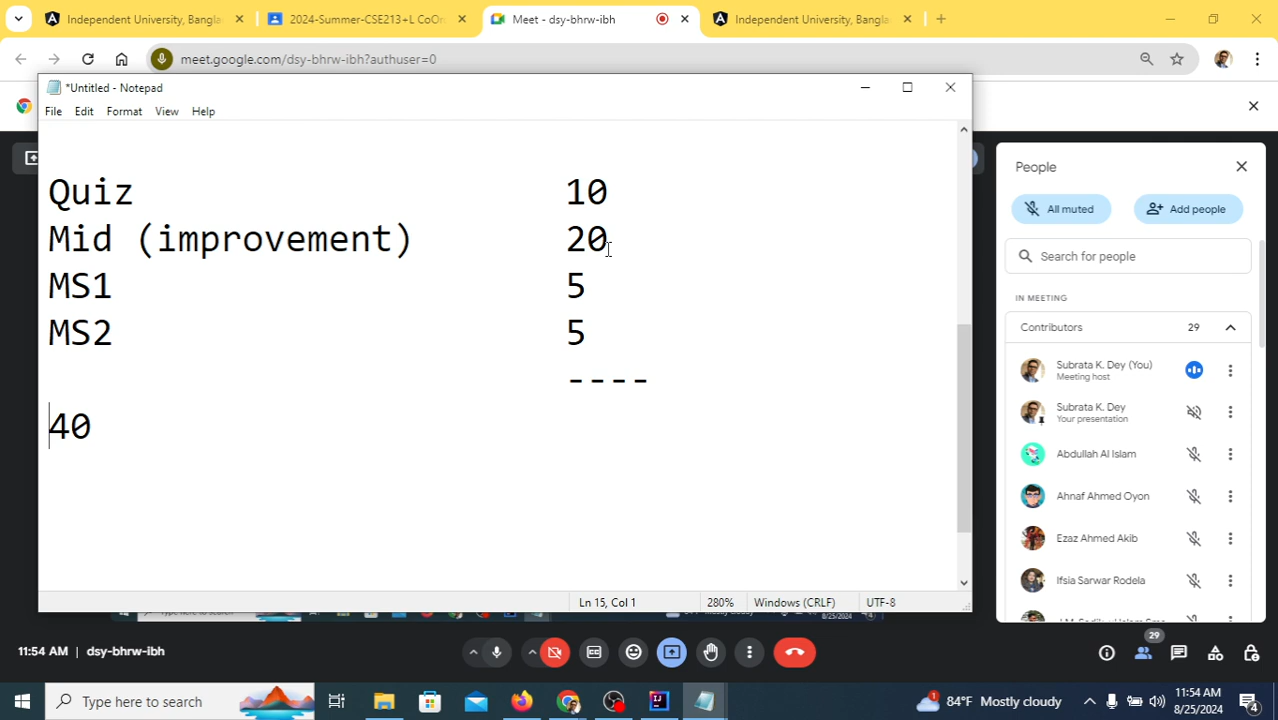 Independent University, Bangla
2024-Summer-CSE213+L CoOr
Meet - dsy-bhrw-ibh
Independent University, Bangla
meet.google.com/dsy-bhrw-ibh?authuser=0
*Untitled - Notepad
File Edit Format View Help
Quiz 10
Mid (improvement) 20
MS1 5
MS2 5
----
40
Ln 15, Col 1 280% Windows (CRLF) UTF-8
People
All muted
Add people
Search for people
IN MEETING
Contributors 29
Subrata K. Dey (You)
Meeting host
Subrata K. Dey
Your presentation
Abdullah Al Islam
Ahnaf Ahmed Oyon
Ezaz Ahmed Akib
Ifsia Sarwar Rodela
11:54 AM dsy-bhrw-ibh
29
Type here to search
1
84°F Mostly cloudy
11:54 AM
8/25/2024
4